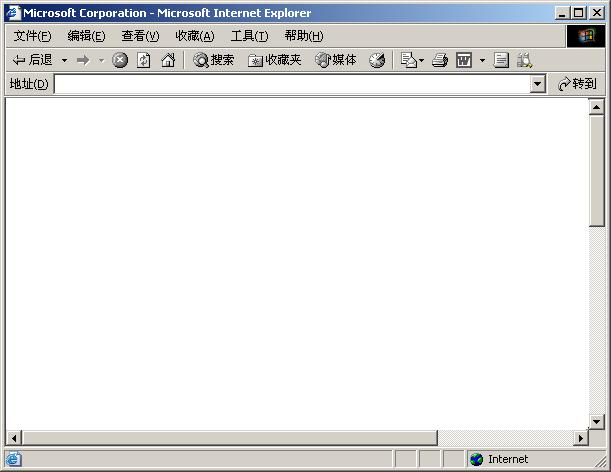 Microsoft Corporation - Microsoft Internet Explorer
文件(F) 编辑(E) 查看(V) 收藏(A) 工具(T) 帮助(H)
后退 搜索 收藏夹 媒体
地址(D) 转到
Internet